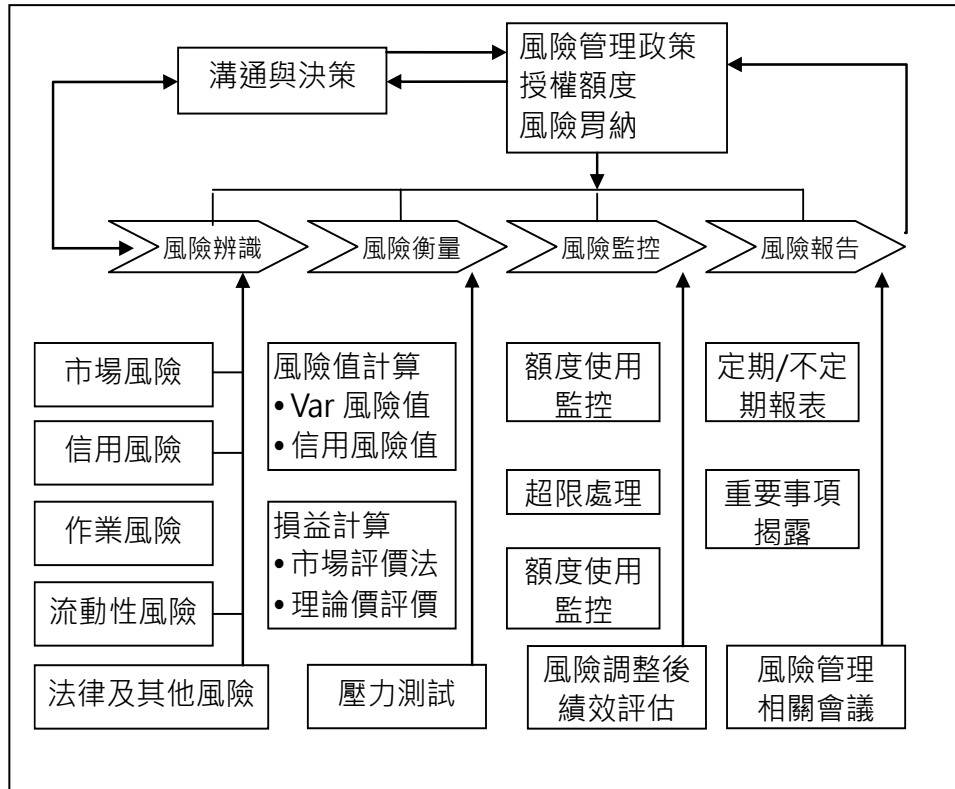 溝通與決策
風險管理政策
授權額度
風險胃納
風險辨識
風險衡量
風險監控
風險報告
市場風險
信用風險
作業風險
流動性風險
法律及其他風險
風險值計算
• Var 風險值
• 信用風險值
損益計算
• 市場評價法
• 理論價評價
壓力測試
額度使用
監控
超限處理
額度使用
監控
風險調整後
績效評估
定期/不定
期報表
重要事項
揭露
風險管理
相關會議